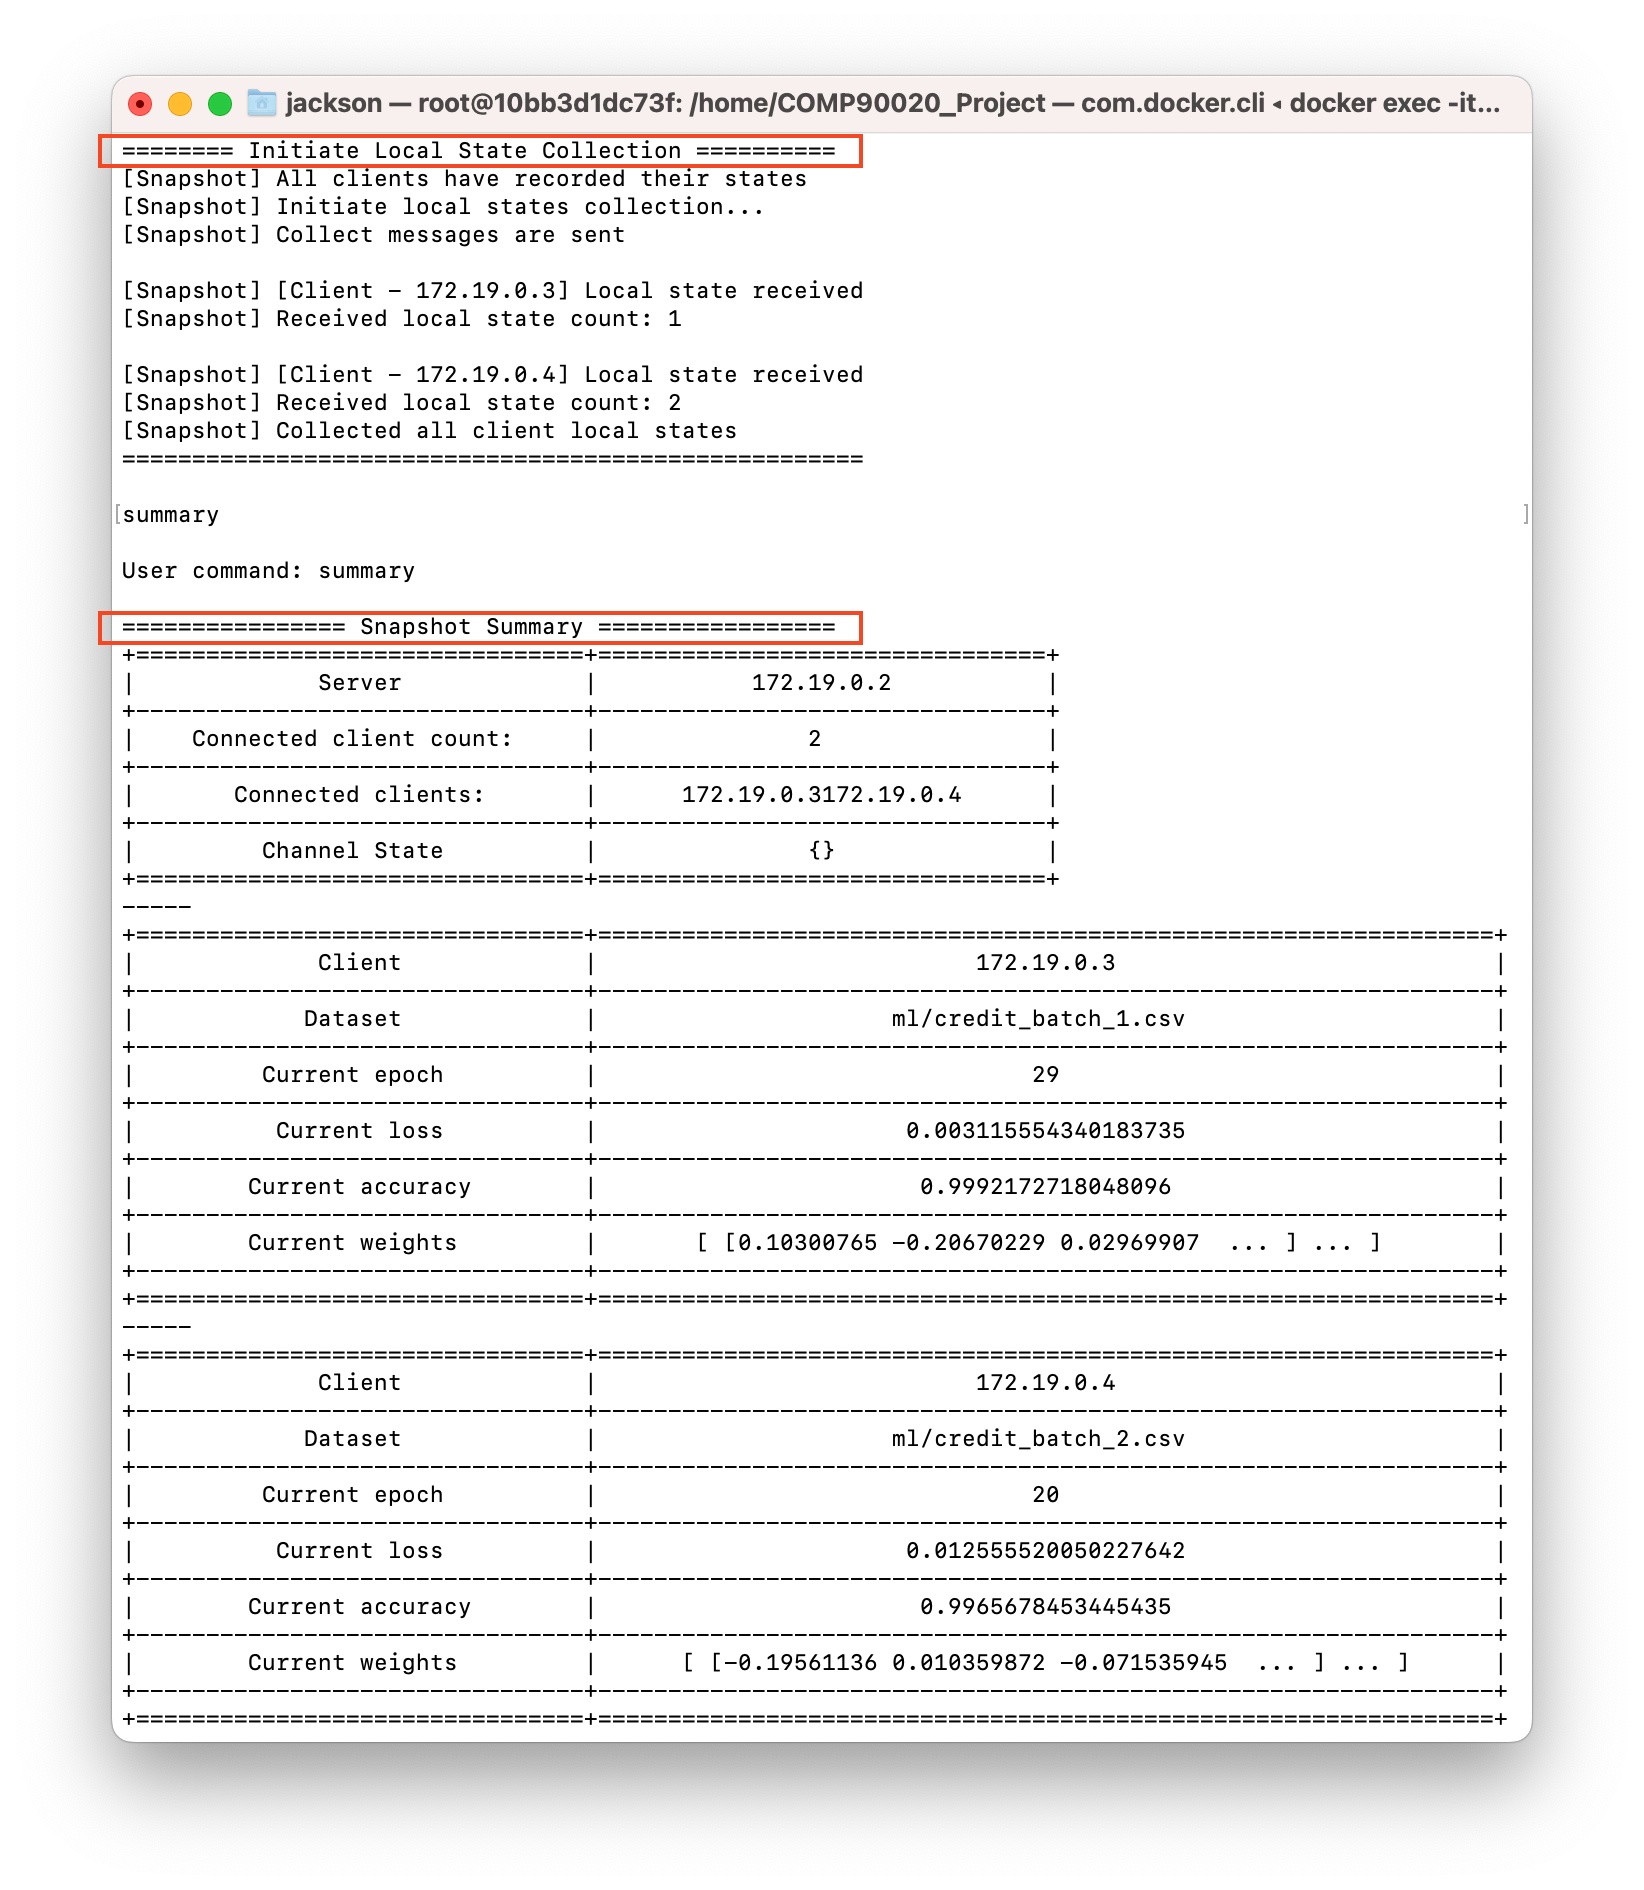 jackson — root@10bb3d1dc73f: /home/COMP90020_Project — com.docker.cli ◂ docker exec -it...
======== Initiate Local State Collection ==========
[Snapshot] All clients have recorded their states
[Snapshot] Initiate local states collection...
[Snapshot] Collect messages are sent
[Snapshot] [Client - 172.19.0.3] Local state received
[Snapshot] Received local state count: 1
[Snapshot] [Client - 172.19.0.4] Local state received
[Snapshot] Received local state count: 2
[Snapshot] Collected all client local states
=====================================================
[summary ]
User command: summary
================ Snapshot Summary =================
+================================+================================+
| Server | 172.19.0.2 |
+--------------------------------+--------------------------------+
| Connected client count: | 2 |
+--------------------------------+--------------------------------+
| Connected clients: | 172.19.0.3172.19.0.4 |
+--------------------------------+--------------------------------+
| Channel State | {} |
+================================+================================+
-----
+================================+================================================================+
| Client | 172.19.0.3 |
+--------------------------------+----------------------------------------------------------------+
| Dataset | ml/credit_batch_1.csv |
+--------------------------------+----------------------------------------------------------------+
| Current epoch | 29 |
+--------------------------------+----------------------------------------------------------------+
| Current loss | 0.003115554340183735 |
+--------------------------------+----------------------------------------------------------------+
| Current accuracy | 0.9992172718048096 |
+--------------------------------+----------------------------------------------------------------+
| Current weights | [ [0.10300765 -0.20670229 0.02969907  ... ] ... ] |
+--------------------------------+----------------------------------------------------------------+
+================================+================================================================+
-----
+================================+================================================================+
| Client | 172.19.0.4 |
+--------------------------------+----------------------------------------------------------------+
| Dataset | ml/credit_batch_2.csv |
+--------------------------------+----------------------------------------------------------------+
| Current epoch | 20 |
+--------------------------------+----------------------------------------------------------------+
| Current loss | 0.012555520050227642 |
+--------------------------------+----------------------------------------------------------------+
| Current accuracy | 0.9965678453445435 |
+--------------------------------+----------------------------------------------------------------+
| Current weights | [ [-0.19561136 0.010359872 -0.071535945  ... ] ... ] |
+--------------------------------+----------------------------------------------------------------+
+================================+================================================================+